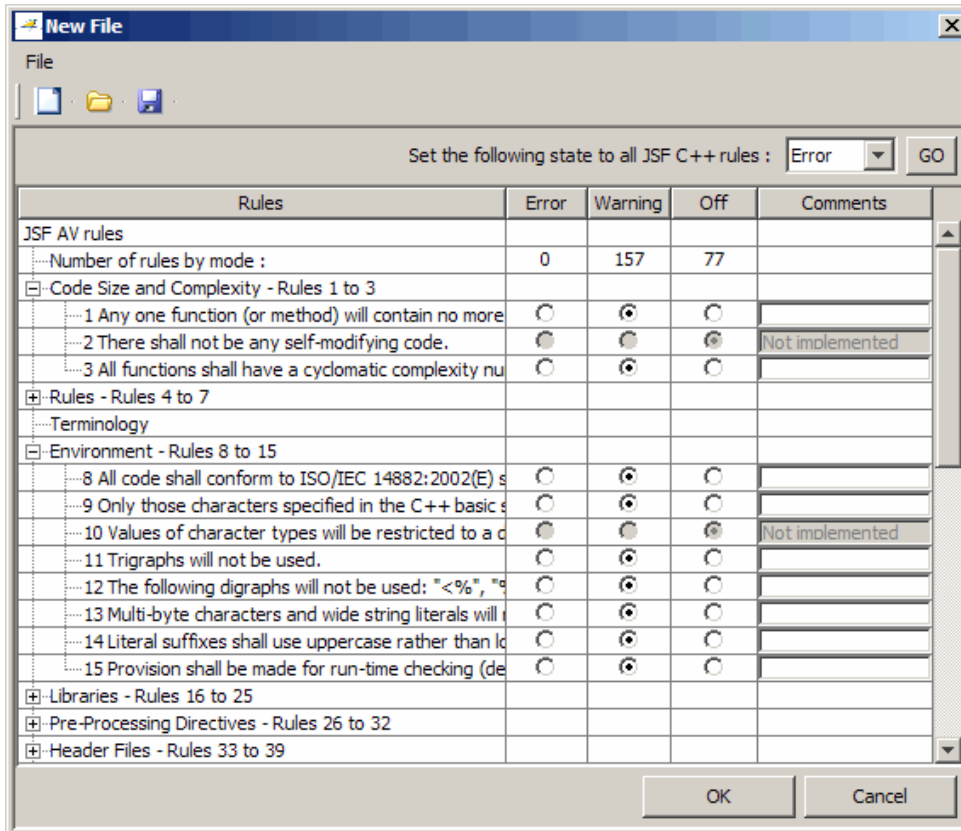 New File
File
Set the following state to all JSF C++ rules : Error GO
Rules Error Warning Off Comments
JSF AV rules
Number of rules by mode : 0 157 77
Code Size and Complexity - Rules 1 to 3
1 Any one function (or method) will contain no more
2 There shall not be any self-modifying code. Not implemented
3 All functions shall have a cyclomatic complexity nu
Rules - Rules 4 to 7
Terminology
Environment - Rules 8 to 15
8 All code shall conform to ISO/IEC 14882:2002(E) s
9 Only those characters specified in the C++ basic s
10 Values of character types will be restricted to a d Not implemented
11 Trigraphs will not be used.
12 The following digraphs will not be used: "<%", "%
13 Multi-byte characters and wide string literals will
14 Literal suffixes shall use uppercase rather than lo
15 Provision shall be made for run-time checking (de
Libraries - Rules 16 to 25
Pre-Processing Directives - Rules 26 to 32
Header Files - Rules 33 to 39
OK Cancel